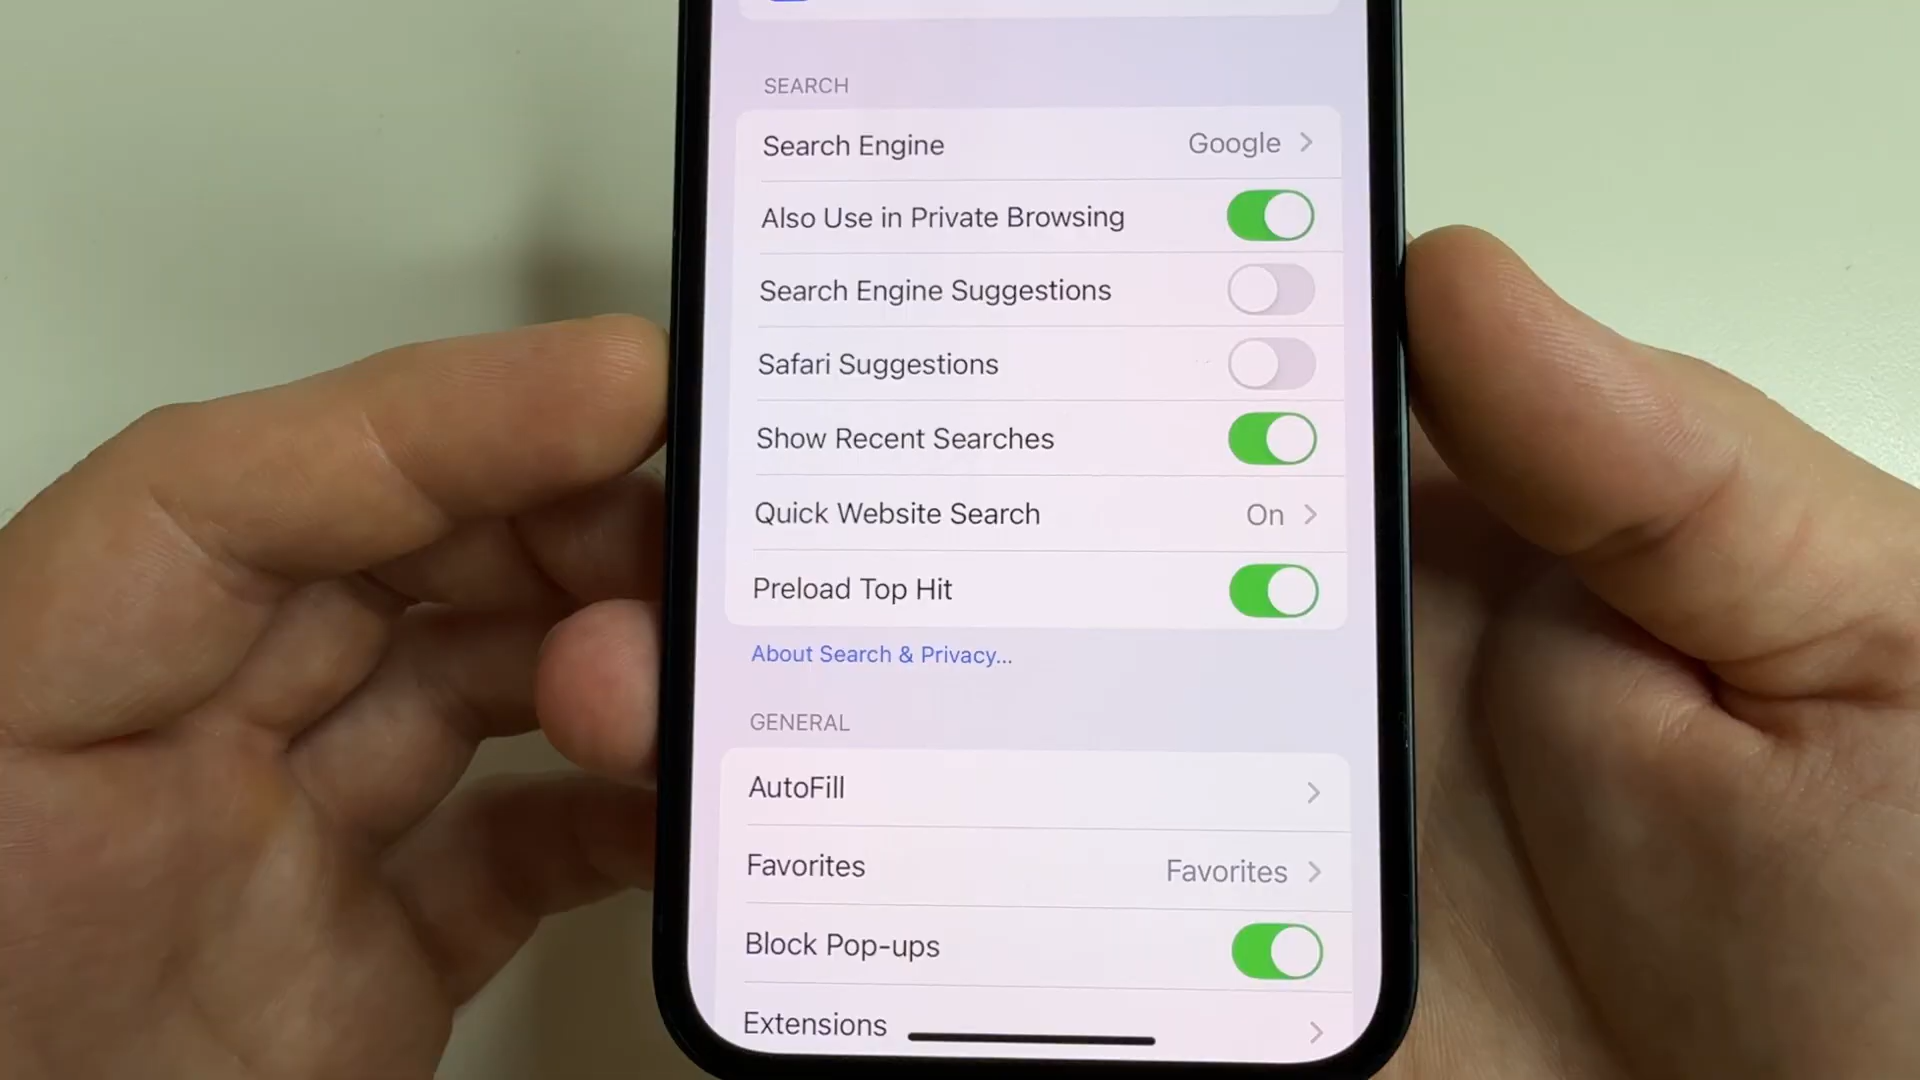 SEARCH
Search Engine Google
Also Use in Private Browsing
Search Engine Suggestions
Safari Suggestions
Show Recent Searches
Quick Website Search On
Preload Top Hit
About Search & Privacy...
GENERAL
AutoFill
Favorites Favorites
Block Pop-ups
Extensions